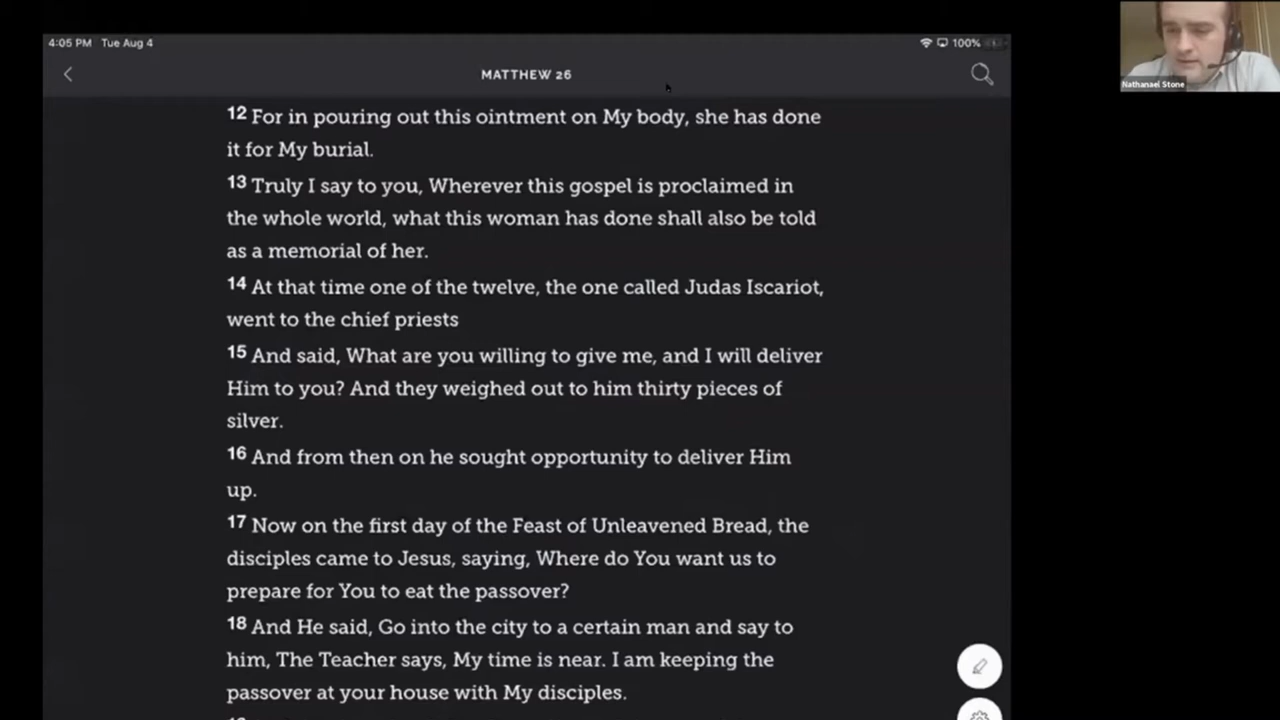 4:05 PM Tue Aug 4
100%
MATTHEW 26
Nathanael Stone
12 For in pouring out this ointment on My body, she has done
it for My burial.
13 Truly I say to you, Wherever this gospel is proclaimed in
the whole world, what this woman has done shall also be told
as a memorial of her.
14 At that time one of the twelve, the one called Judas Iscariot,
went to the chief priests
15 And said, What are you willing to give me, and I will deliver
Him to you? And they weighed out to him thirty pieces of
silver.
16 And from then on he sought opportunity to deliver Him
up.
17 Now on the first day of the Feast of Unleavened Bread, the
disciples came to Jesus, saying, Where do You want us to
prepare for You to eat the passover?
18 And He said, Go into the city to a certain man and say to
him, The Teacher says, My time is near. I am keeping the
passover at your house with My disciples.